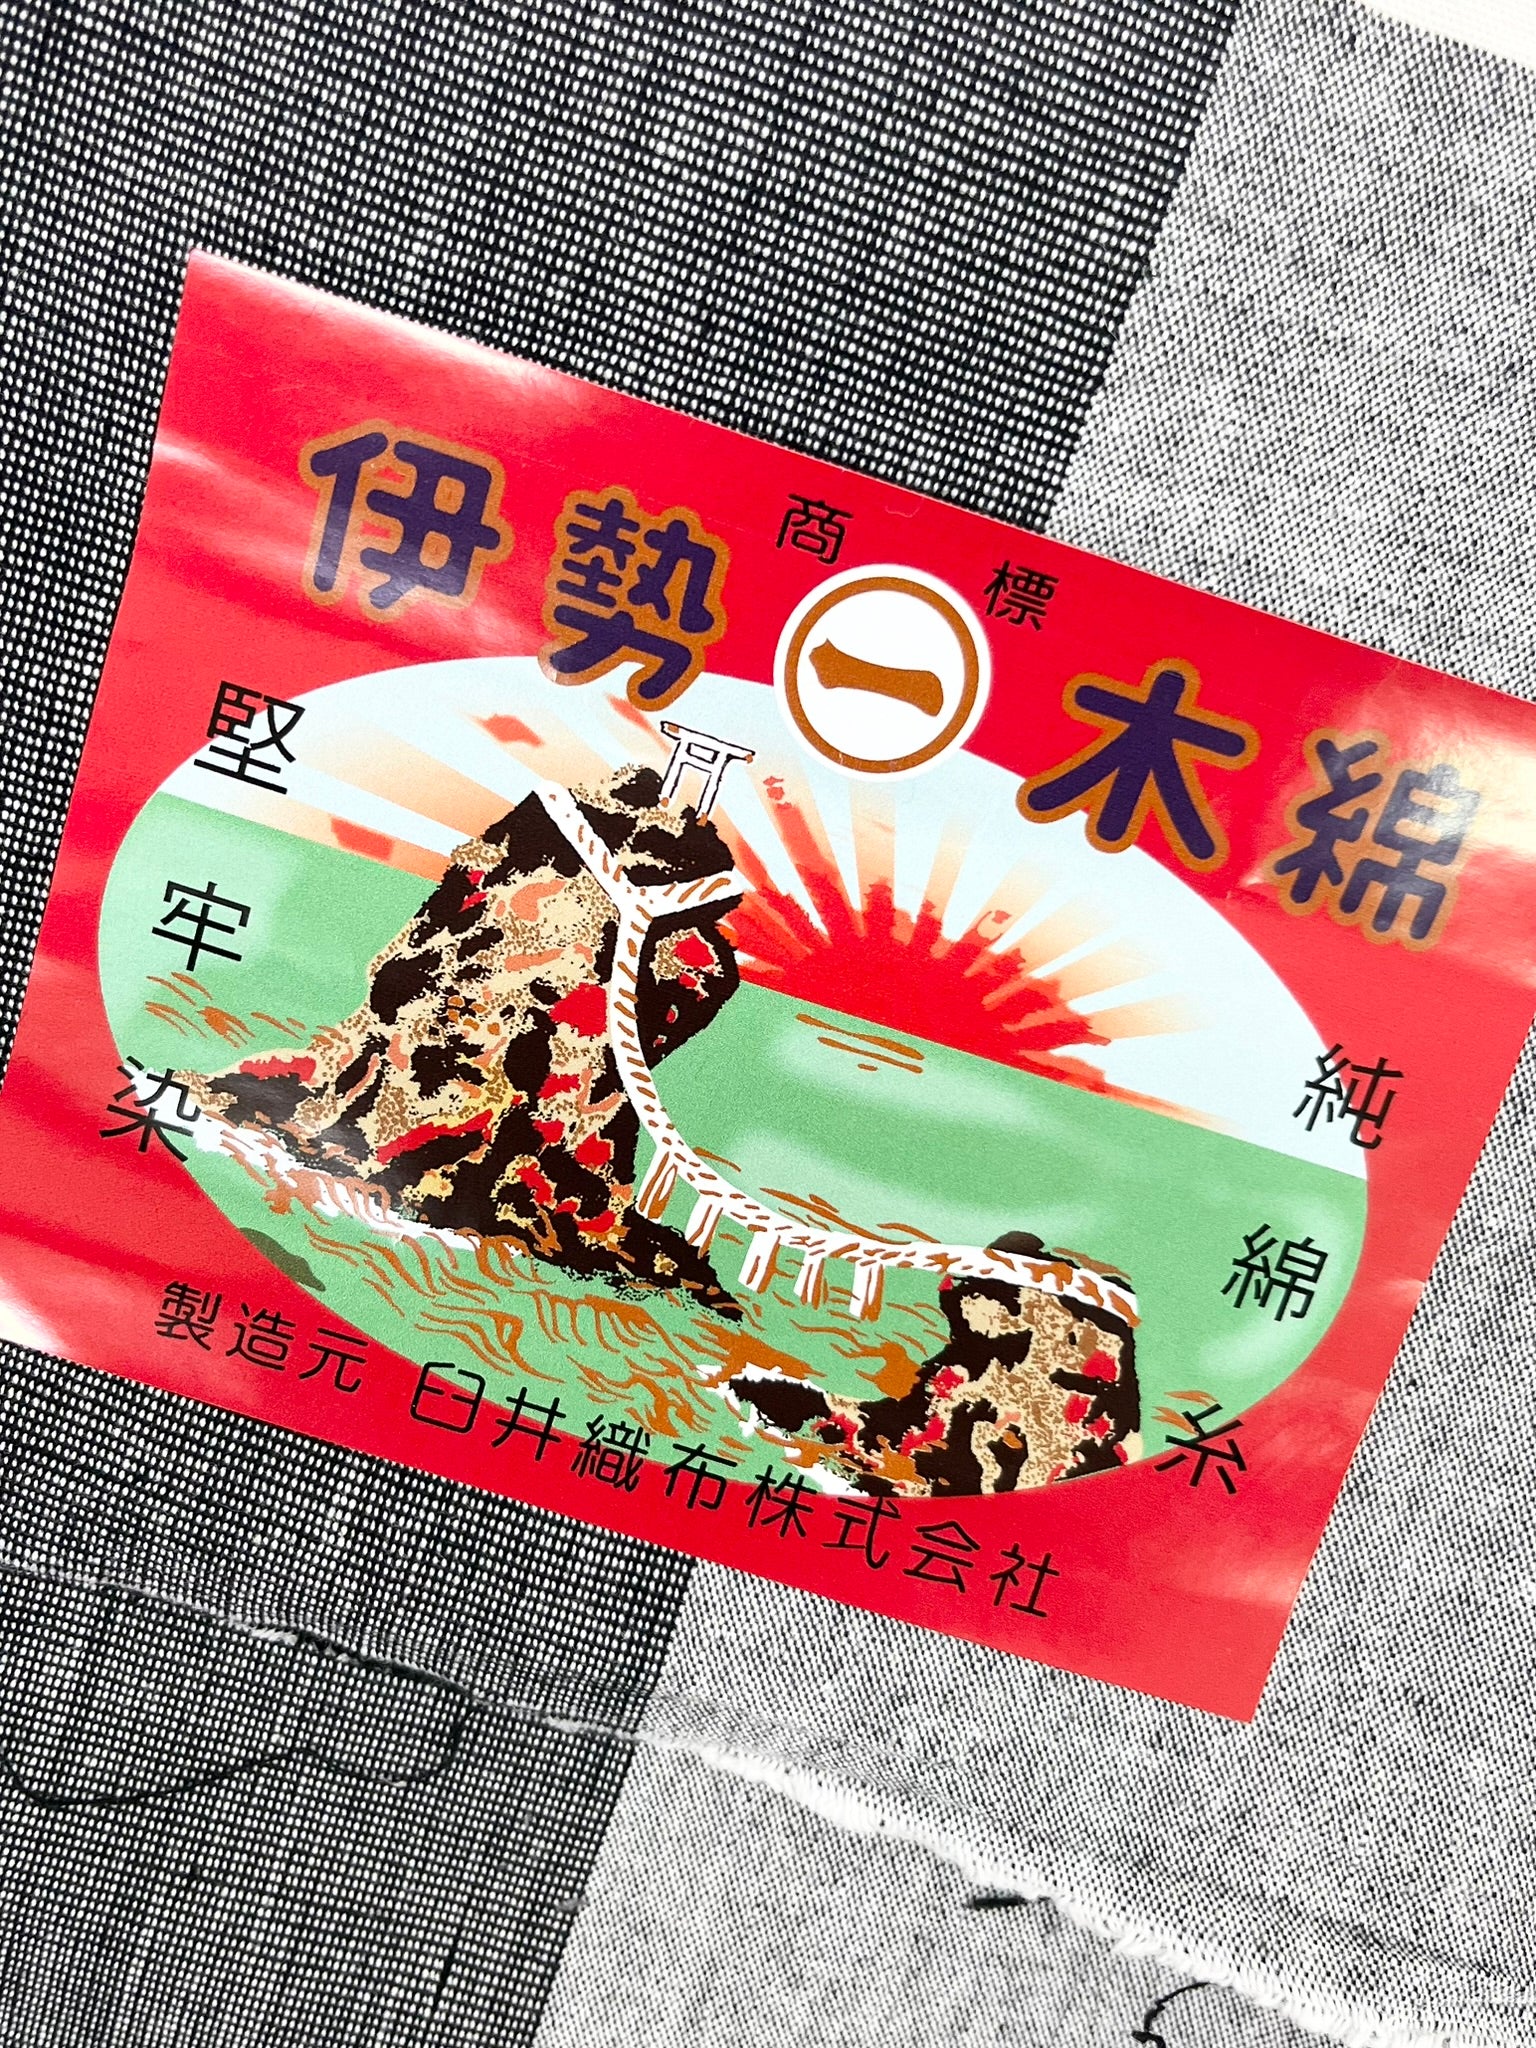 商標
伊勢 一 木綿
堅牢染
純綿糸
製造元 臼井織布株式会社